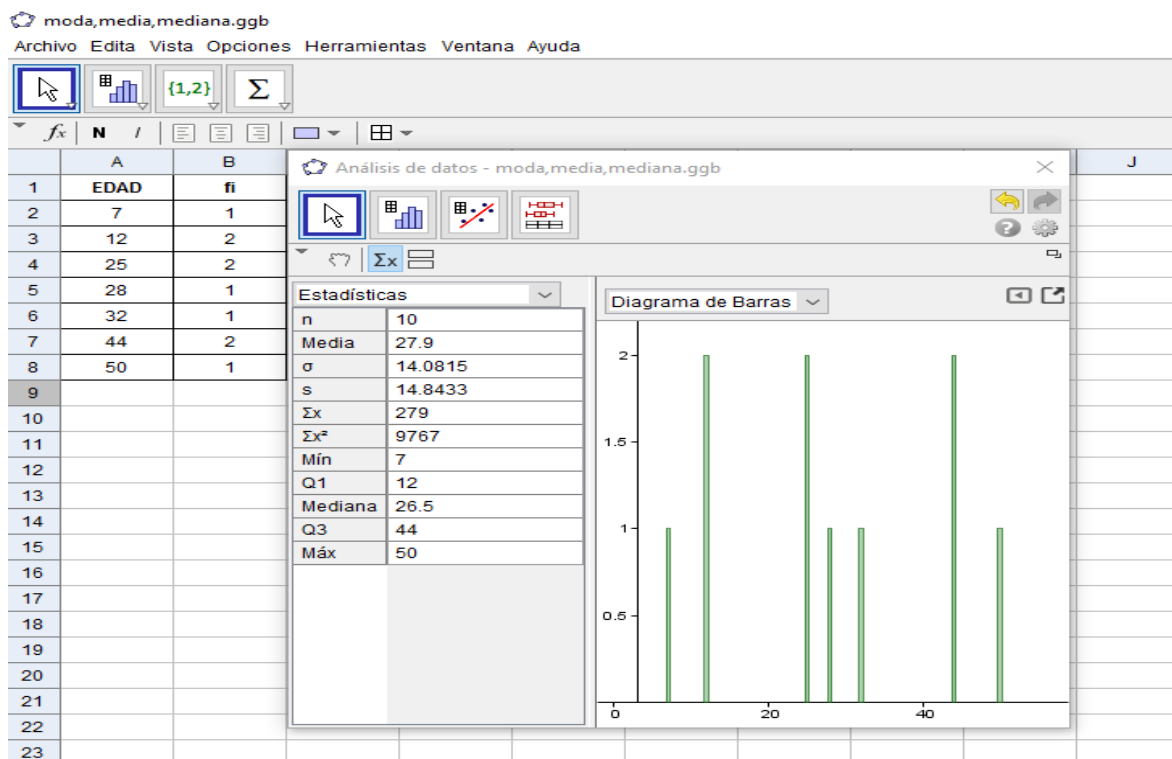 moda,media,mediana.ggb
Archivo Edita Vista Opciones Herramientas Ventana Ayuda
{1,2} Σ
fx N I
A B J
Análisis de datos - moda,media,mediana.ggb
1 EDAD fi
2 7 1
3 12 2
4 25 2
5 28 1
6 32 1
7 44 2
8 50 1
9
10
11
12
13
14
15
16
17
18
19
20
21
22
23
Σx
Estadísticas
n 10
Media 27.9
σ 14.0815
s 14.8433
Σx 279
Σx² 9767
Mín 7
Q1 12
Mediana 26.5
Q3 44
Máx 50
Diagrama de Barras
2
1.5
1
0.5
0 20 40